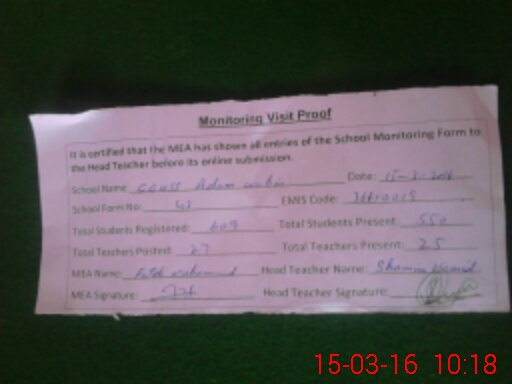 Monitoring Visit Proof
It is certified that the MEA has shown all entries of the School Monitoring Form to
the Head Teacher before its online submission.
School Name: Date: 15-3-2016
School Form No: 43 EMIS Code:
Total Students Registered: 609 Total Students Present: 550
Total Teachers Posted: 27 Total Teachers Present: 25
MEA Name: Head Teacher Name:
MEA Signature: Head Teacher Signature:
15-03-16 10:18